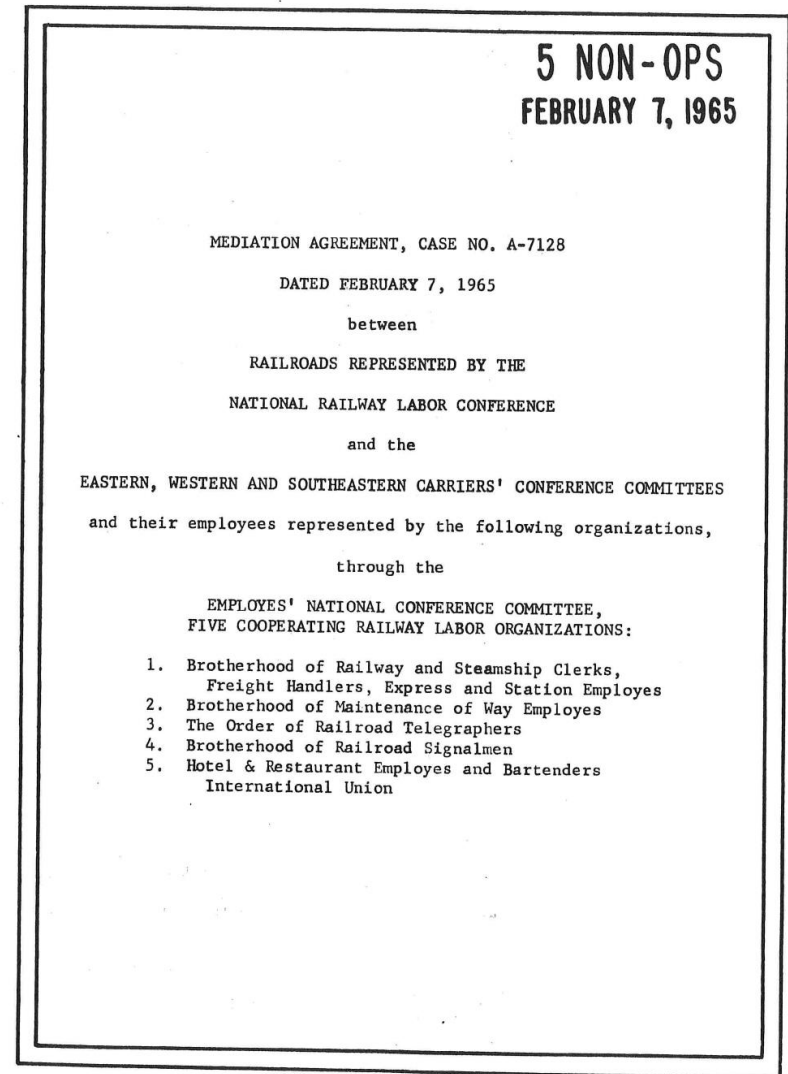 5 NON-OPS
FEBRUARY 7, 1965
MEDIATION AGREEMENT, CASE NO. A-7128
DATED FEBRUARY 7, 1965
between
RAILROADS REPRESENTED BY THE
NATIONAL RAILWAY LABOR CONFERENCE
and the
EASTERN, WESTERN AND SOUTHEASTERN CARRIERS' CONFERENCE COMMITTEES
and their employees represented by the following organizations,
through the
EMPLOYES' NATIONAL CONFERENCE COMMITTEE,
FIVE COOPERATING RAILWAY LABOR ORGANIZATIONS:
1. Brotherhood of Railway and Steamship Clerks,
Freight Handlers, Express and Station Employes
2. Brotherhood of Maintenance of Way Employes
3. The Order of Railroad Telegraphers
4. Brotherhood of Railroad Signalmen
5. Hotel & Restaurant Employes and Bartenders
International Union